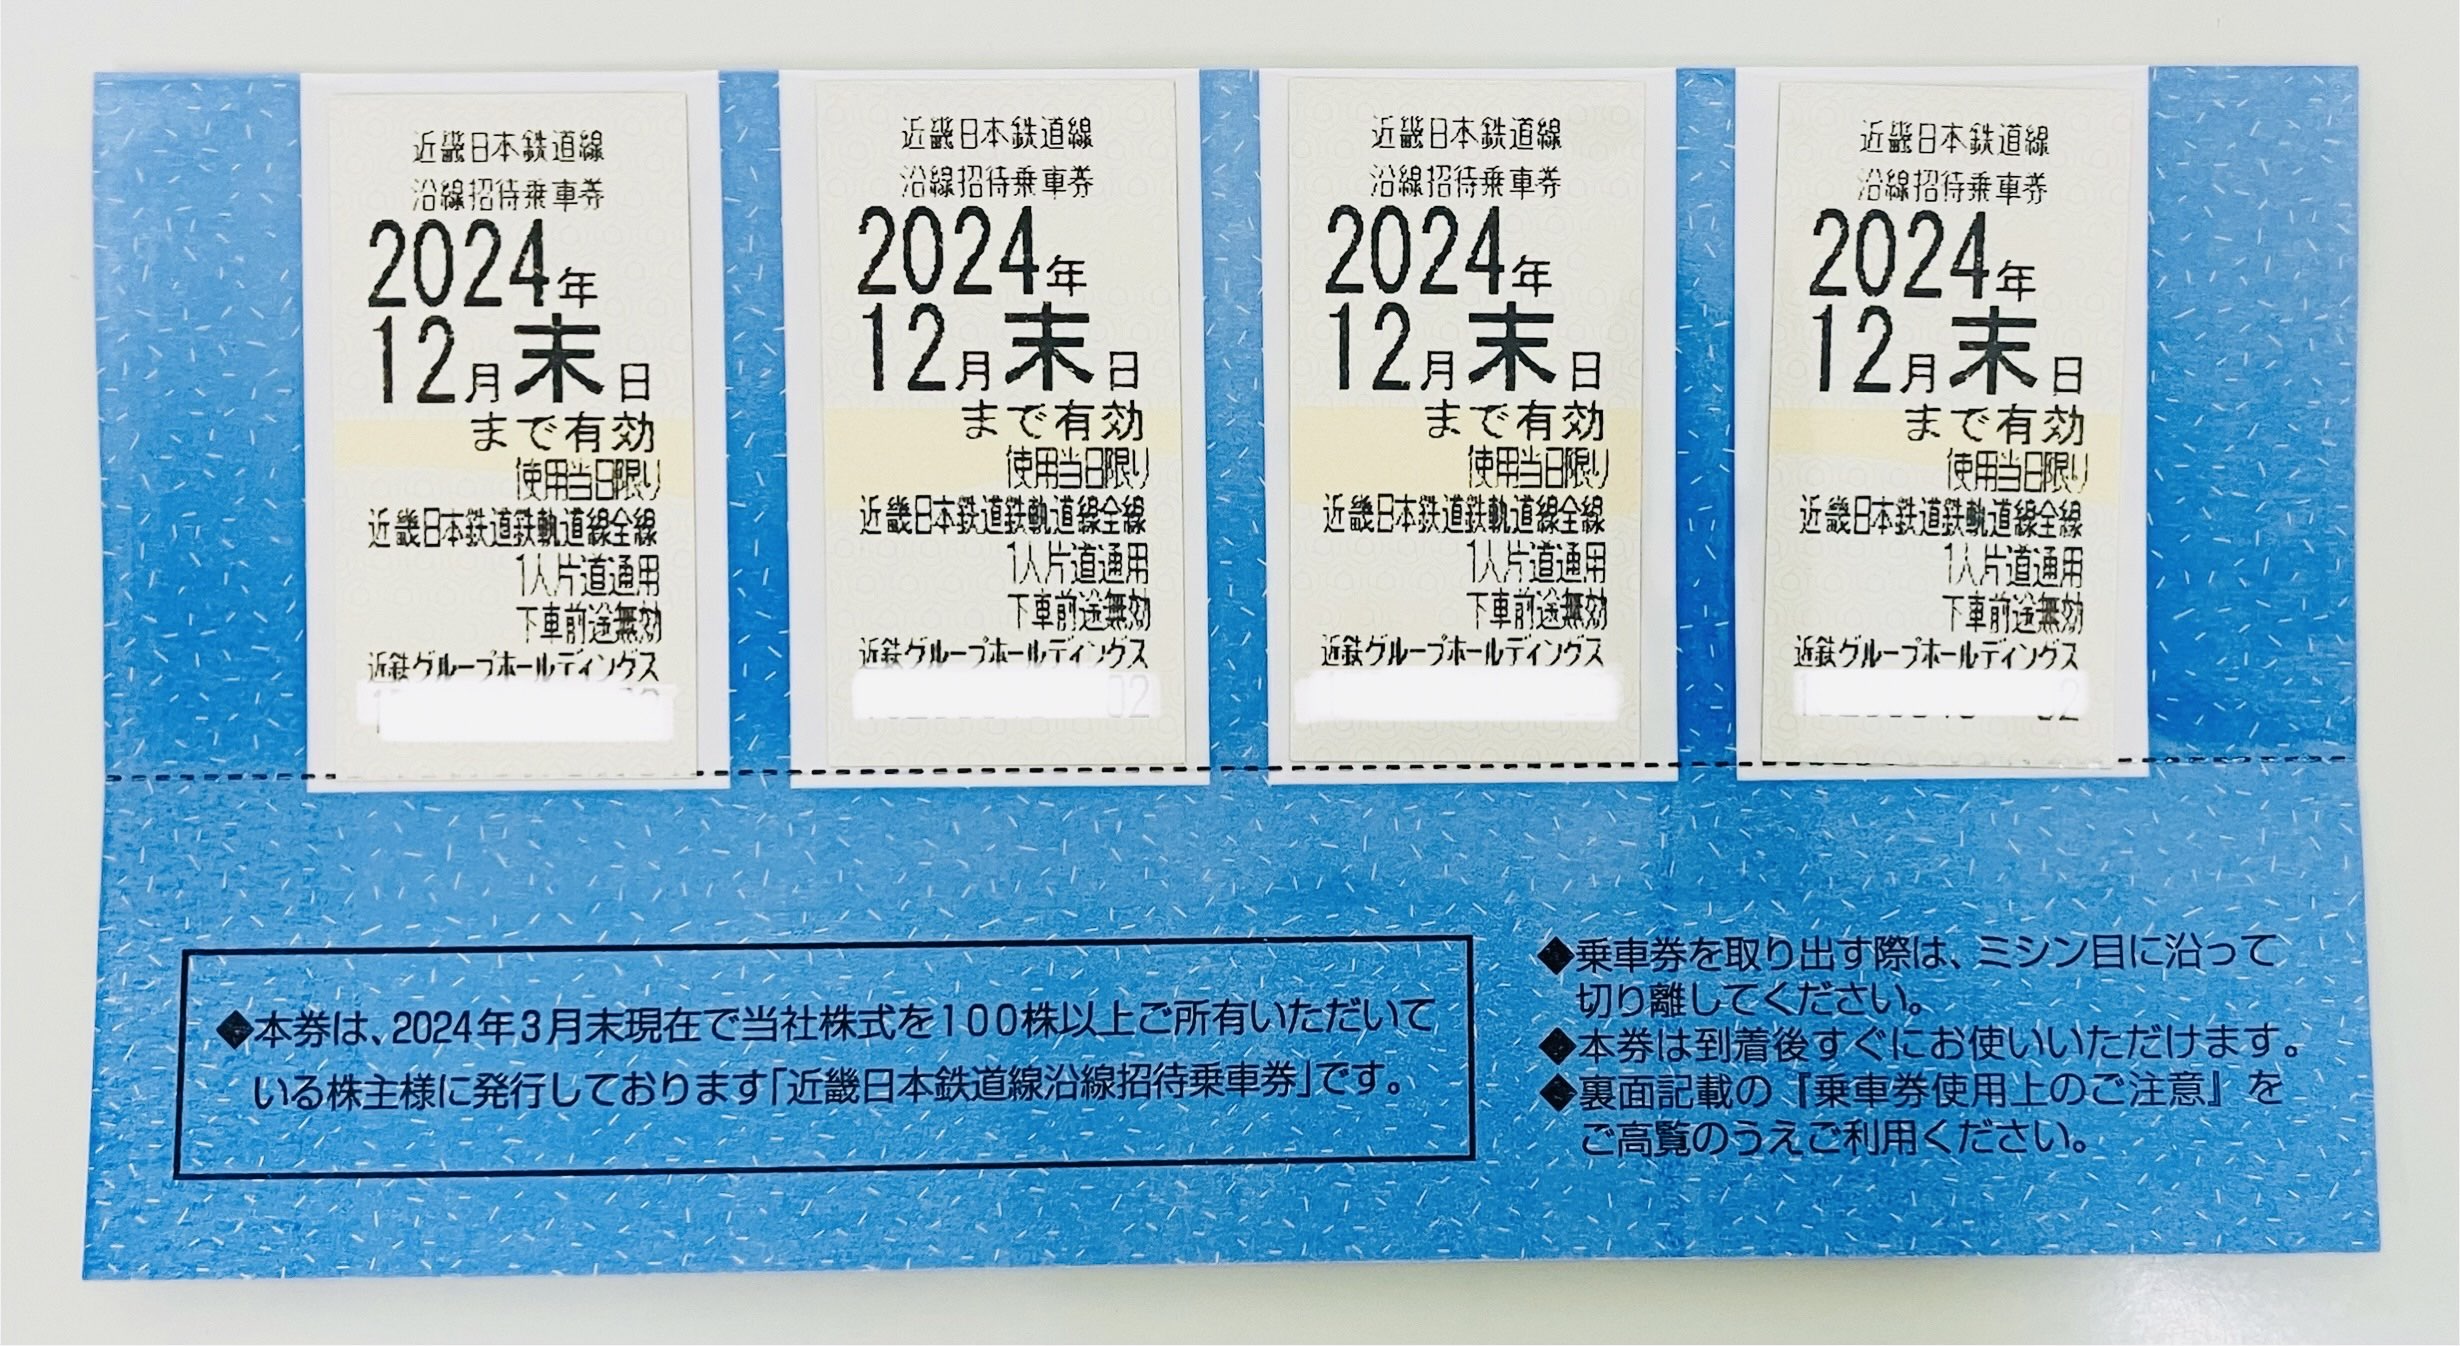 近畿日本鉄道線
沿線招待乗車券
2024年
12月末日
まで有効
使用当日限り
近畿日本鉄道鉄軌道線全線
1人片道通用
下車前途無効
近鉄グループホールディングス
近畿日本鉄道線
沿線招待乗車券
2024年
12月末日
まで有効
使用当日限り
近畿日本鉄道鉄軌道線全線
1人片道通用
下車前途無効
近鉄グループホールディングス
02
近畿日本鉄道線
沿線招待乗車券
2024年
12月末日
まで有効
使用当日限り
近畿日本鉄道鉄軌道線全線
1人片道通用
下車前途無効
近鉄グループホールディングス
近畿日本鉄道線
沿線招待乗車券
2024年
12月末日
まで有効
使用当日限り
近畿日本鉄道鉄軌道線全線
1人片道通用
下車前途無効
近鉄グループホールディングス
◆本券は、2024年3月末現在で当社株式を100株以上ご所有いただいて
いる株主様に発行しております「近畿日本鉄道線沿線招待乗車券」です。
◆乗車券を取り出す際は、ミシン目に沿って
切り離してください。
◆本券は到着後すぐにお使いいただけます。
◆裏面記載の『乗車券使用上のご注意』を
ご高覧のうえご利用ください。